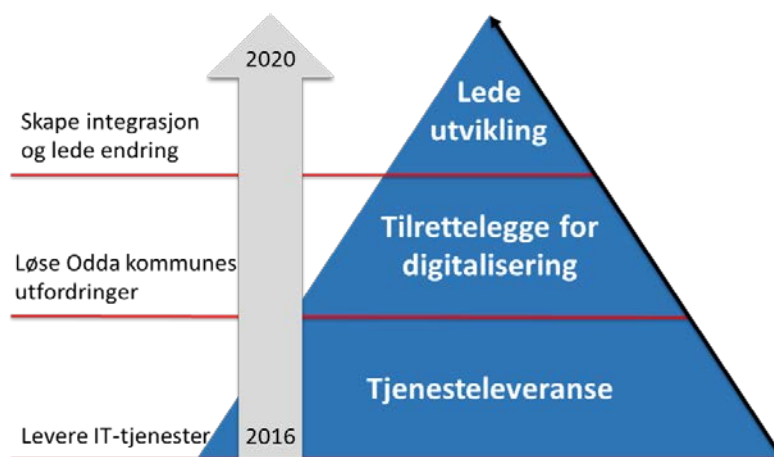 2020
Lede
utvikling
Skape integrasjon
og lede endring
Tilrettelegge for
digitalisering
Løse Odda kommunes
utfordringer
Tjenesteleveranse
Levere IT-tjenester
2016